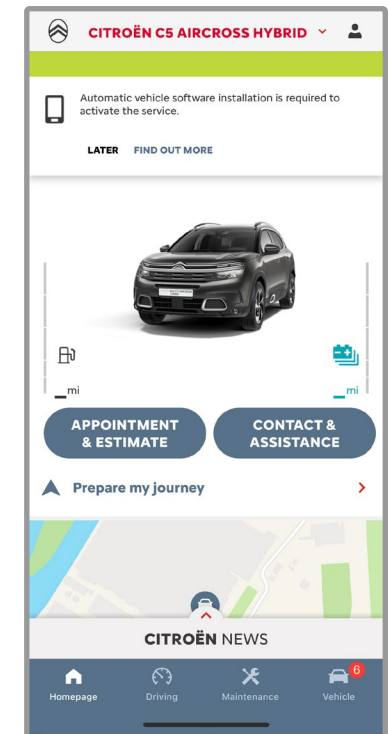 CITROËN C5 AIRCROSS HYBRID
Automatic vehicle software installation is required to
activate the service.
LATER FIND OUT MORE
_mi _mi
APPOINTMENT
& ESTIMATE
CONTACT &
ASSISTANCE
Prepare my journey
CITROËN NEWS
6
Homepage Driving Maintenance Vehicle